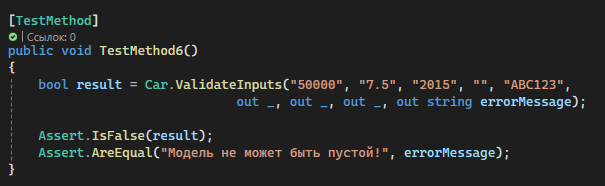 [TestMethod]
| Ссылок: 0
public void TestMethod6()
{
bool result = Car.ValidateInputs("50000", "7.5", "2015", "", "ABC123",
out _, out _, out _, out string errorMessage);
Assert.IsFalse(result);
Assert.AreEqual("Модель не может быть пустой!", errorMessage);
}